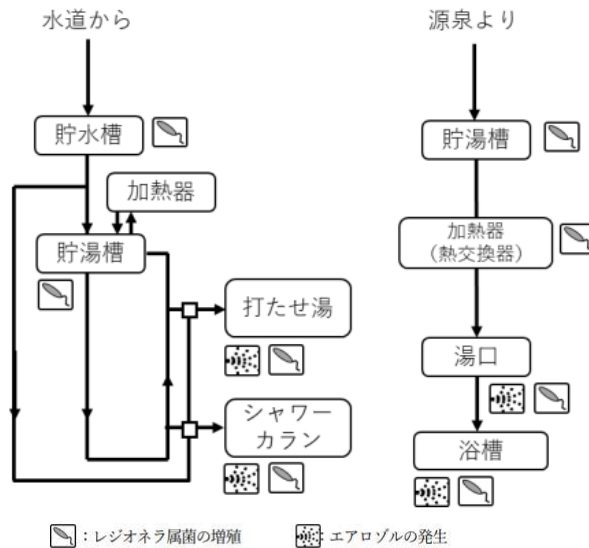 水道から
貯水槽
加熱器
貯湯槽
打たせ湯
シャワー
カラン
源泉より
貯湯槽
加熱器
（熱交換器）
湯口
浴槽
：レジオネラ属菌の増殖
：エアロゾルの発生